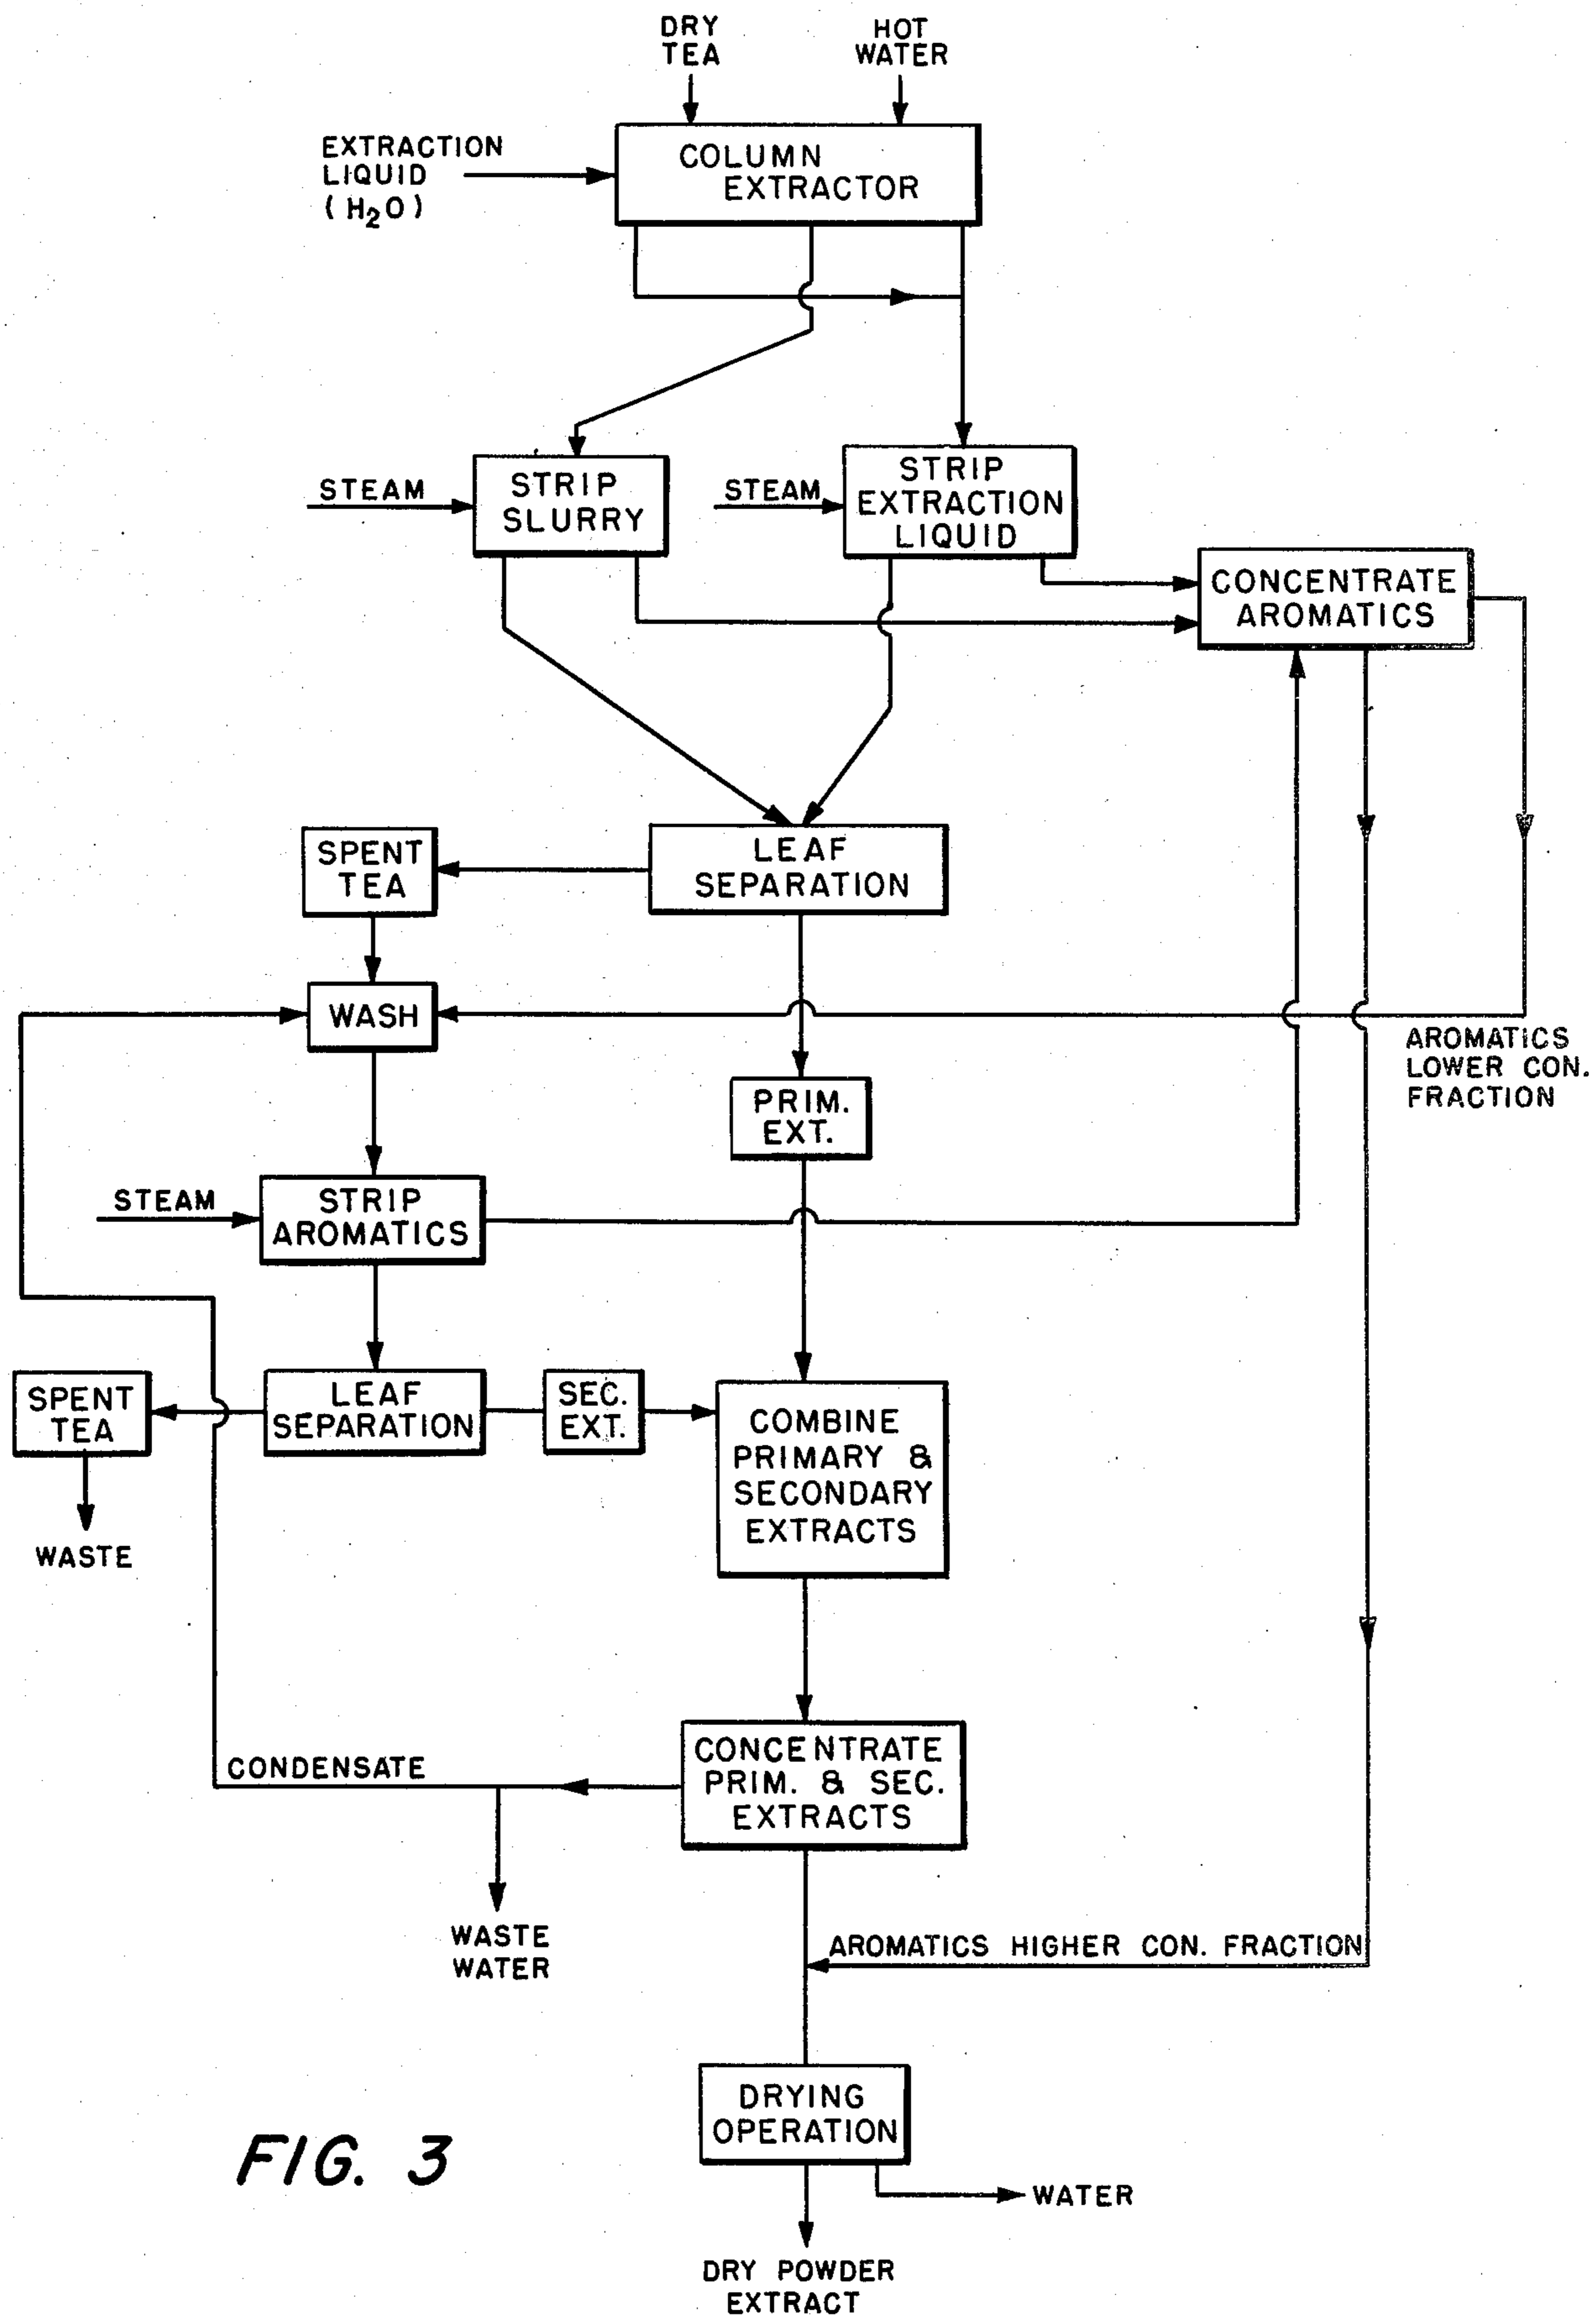 DRY
TEA
HOT
WATER
EXTRACTION
LIQUID
(H₂O)
COLUMN
EXTRACTOR
STEAM
STRIP
SLURRY
STEAM
STRIP
EXTRACTION
LIQUID
CONCENTRATE
AROMATICS
SPENT
TEA
LEAF
SEPARATION
WASH
AROMATICS
LOWER CON.
FRACTION
PRIM.
EXT.
STEAM
STRIP
AROMATICS
SPENT
TEA
LEAF
SEPARATION
SEC.
EXT.
COMBINE
PRIMARY &
SECONDARY
EXTRACTS
WASTE
CONDENSATE
CONCENTRATE
PRIM. & SEC.
EXTRACTS
WASTE
WATER
AROMATICS HIGHER CON. FRACTION
DRYING
OPERATION
FIG. 3
WATER
DRY POWDER
EXTRACT